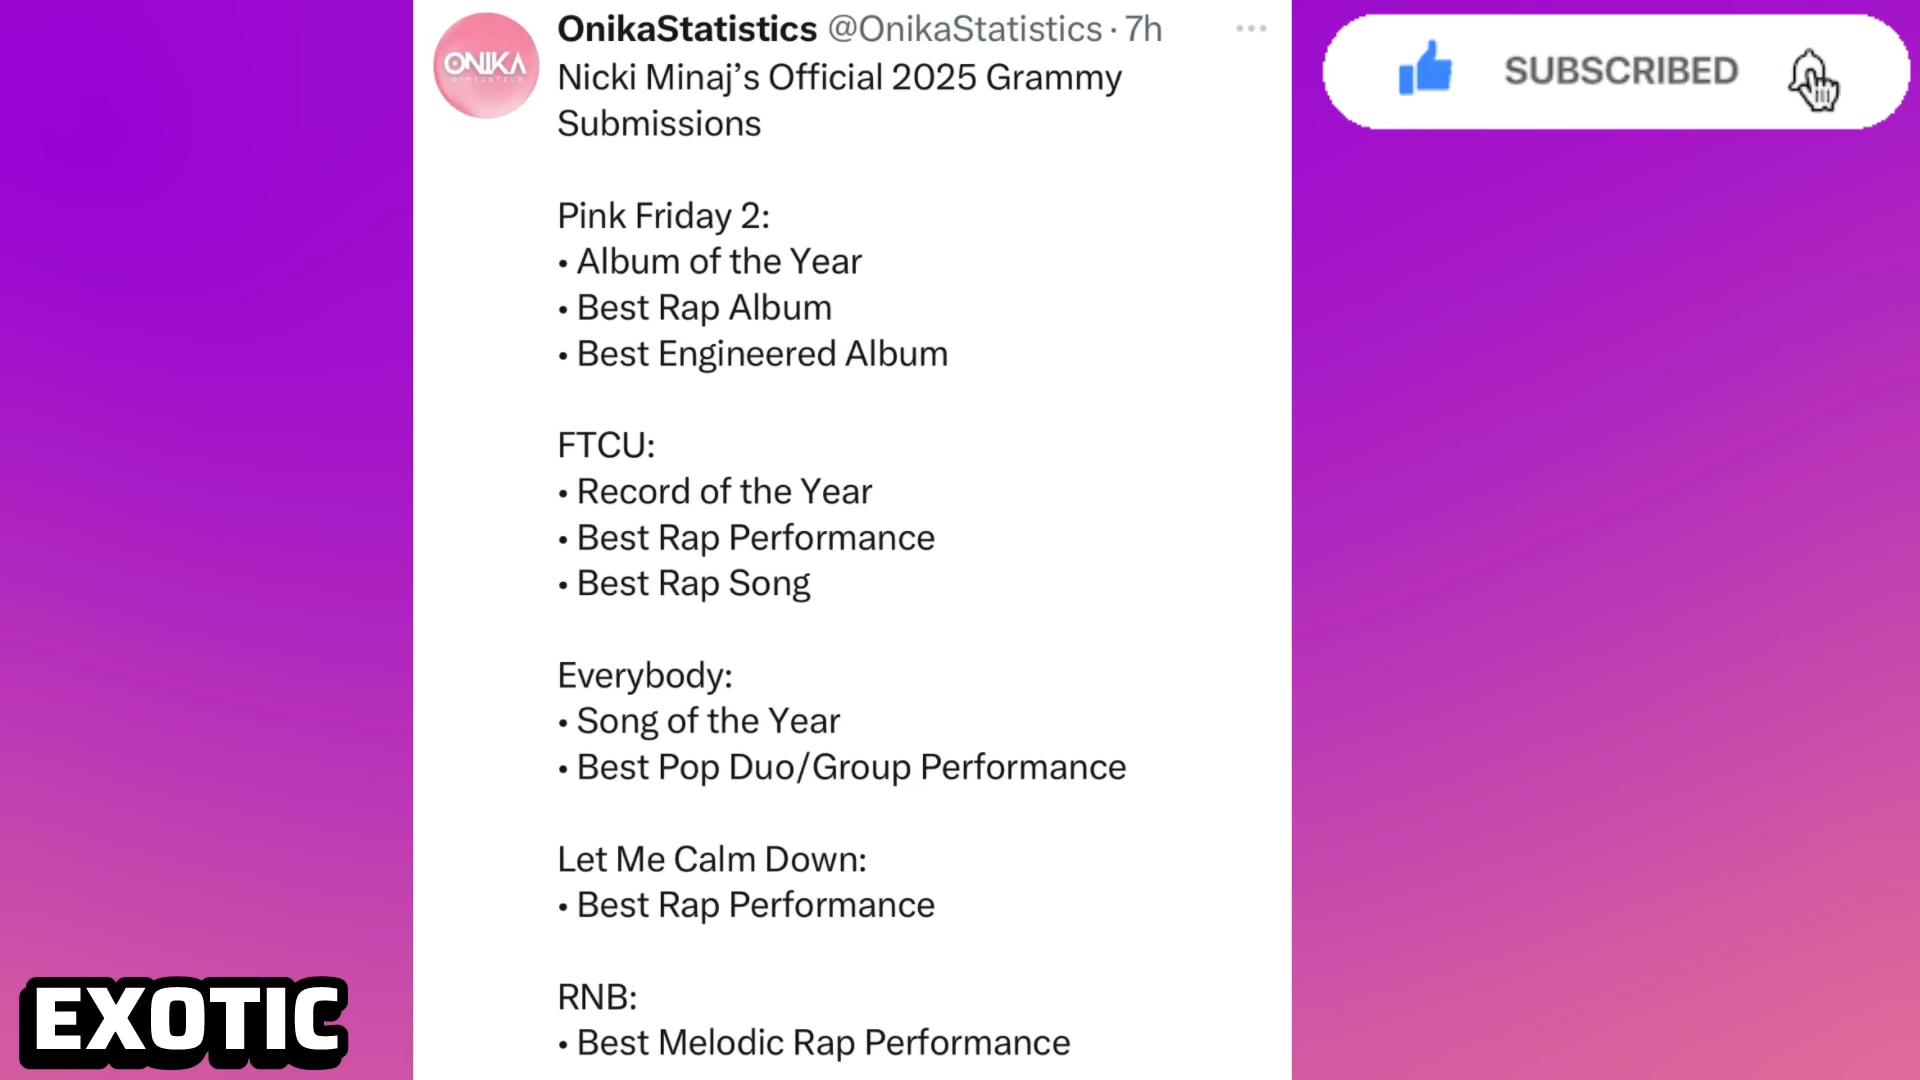 OnikaStatistics @OnikaStatistics · 7h
ONIKA
STATISTICS
SUBSCRIBED
Nicki Minaj’s Official 2025 Grammy
Submissions
Pink Friday 2:
• Album of the Year
• Best Rap Album
• Best Engineered Album
FTCU:
• Record of the Year
• Best Rap Performance
• Best Rap Song
Everybody:
• Song of the Year
• Best Pop Duo/Group Performance
Let Me Calm Down:
• Best Rap Performance
RNB:
• Best Melodic Rap Performance
EXOTIC